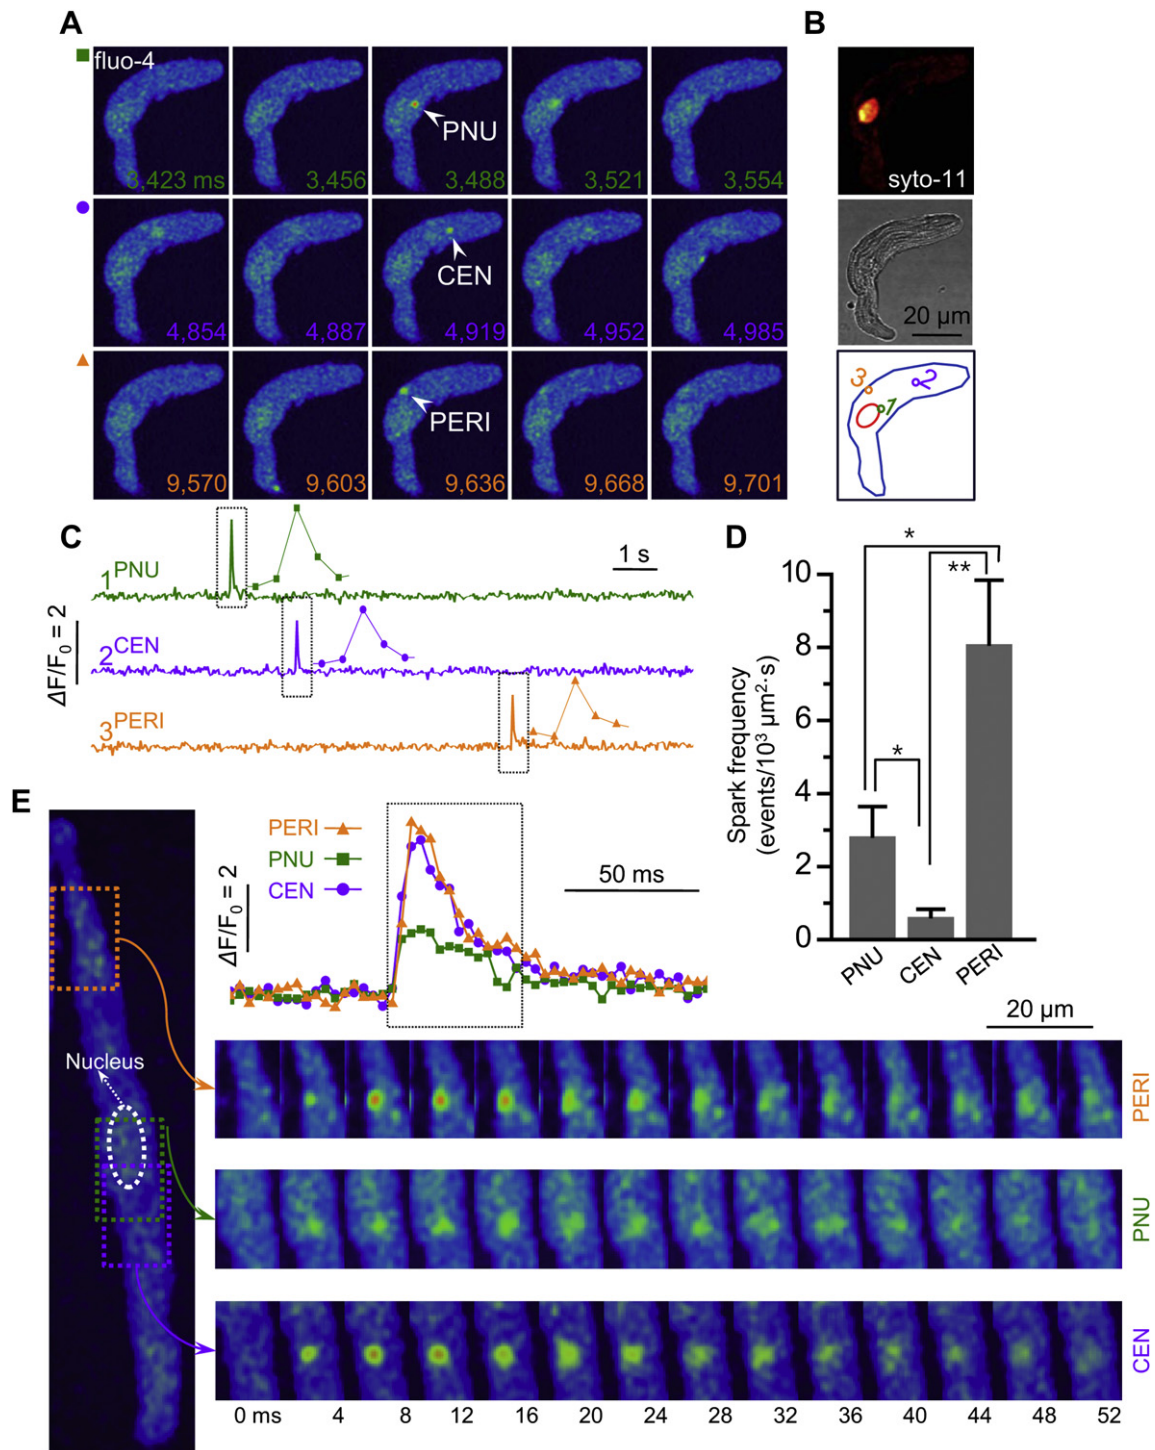 A
B
fluo-4
PNU
3,423 ms
3,456
3,488
3,521
3,554
syto-11
CEN
4,854
4,887
4,919
4,952
4,985
20 µm
PERI
9,570
9,603
9,636
9,668
9,701
3
2
1
C
D
1 PNU
1 s
2 CEN
3 PERI
ΔF/F0 = 2
*
**
*
10
8
6
4
2
0
Spark frequency
(events/10³ µm²·s)
PNU
CEN
PERI
E
PERI
PNU
CEN
50 ms
ΔF/F0 = 2
20 µm
Nucleus
PERI
PNU
CEN
0 ms 4 8 12 16 20 24 28 32 36 40 44 48 52